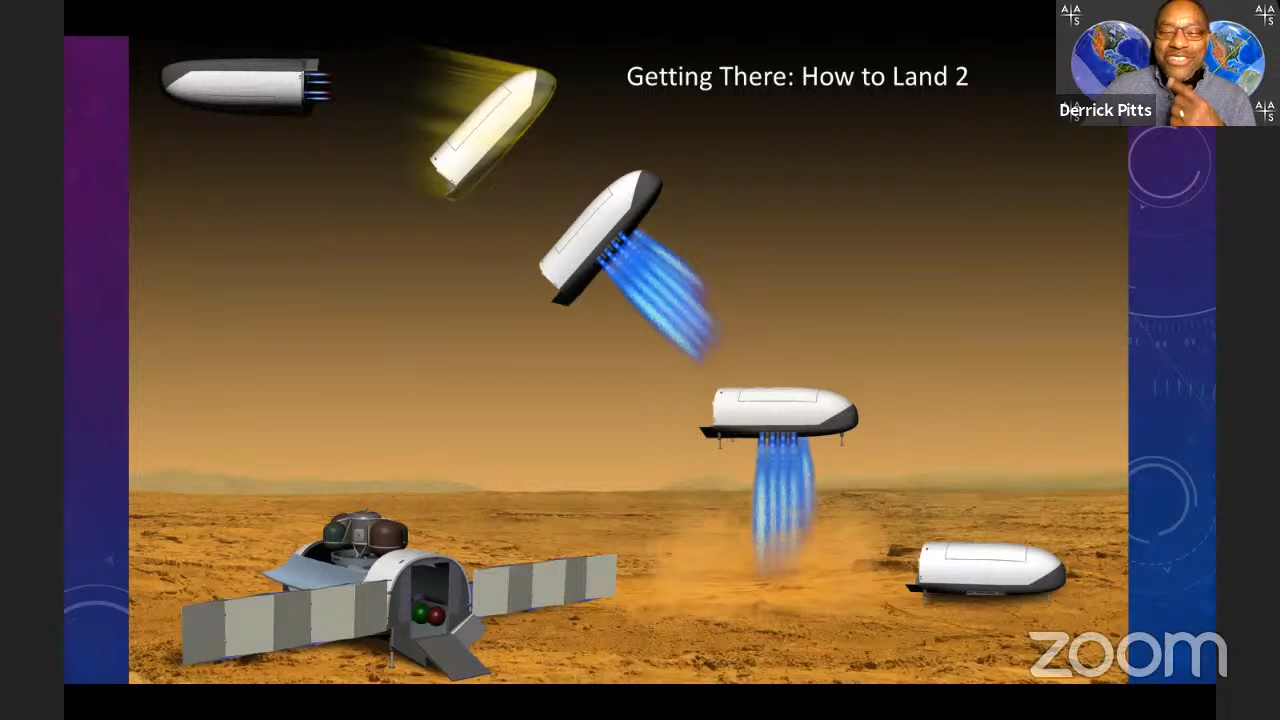 Getting There: How to Land 2
A A
S
A A
S
Derrick Pitts
A A
S
A A
S
zoom